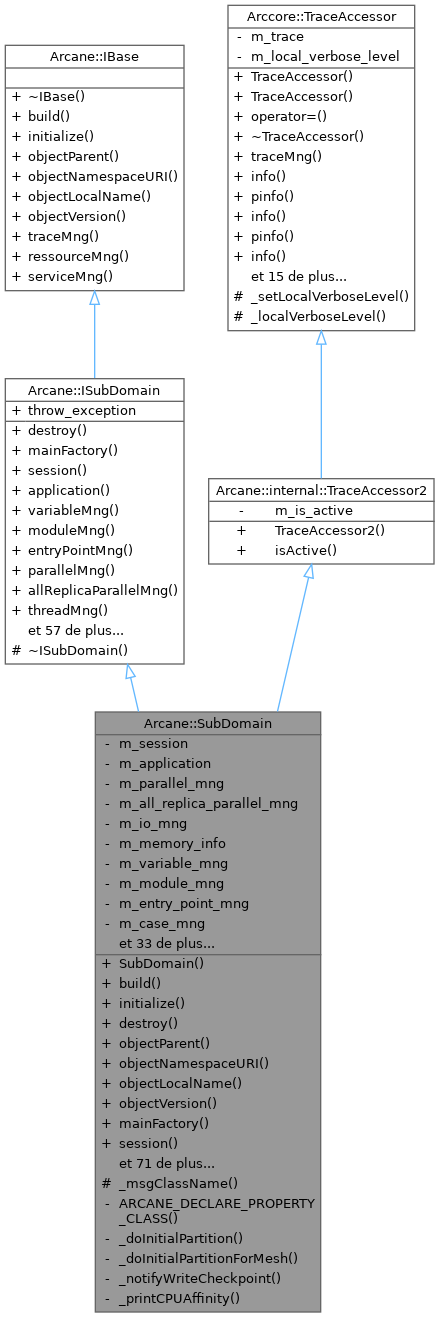 Arcane::IBase
+ ~IBase()
+ build()
+ initialize()
+ objectParent()
+ objectNamespaceURI()
+ objectLocalName()
+ objectVersion()
+ traceMng()
+ ressourceMng()
+ serviceMng()
Arccore::TraceAccessor
- m_trace
- m_local_verbose_level
+ TraceAccessor()
+ TraceAccessor()
+ operator=()
+ ~TraceAccessor()
+ traceMng()
+ info()
+ pinfo()
+ info()
+ pinfo()
+ info()
et 15 de plus...
# _setLocalVerboseLevel()
# _localVerboseLevel()
Arcane::ISubDomain
+ throw_exception
+ destroy()
+ mainFactory()
+ session()
+ application()
+ variableMng()
+ moduleMng()
+ entryPointMng()
+ parallelMng()
+ allReplicaParallelMng()
+ threadMng()
et 57 de plus...
# ~ISubDomain()
Arcane::internal::TraceAccessor2
- m_is_active
+ TraceAccessor2()
+ isActive()
Arcane::SubDomain
- m_session
- m_application
- m_parallel_mng
- m_all_replica_parallel_mng
- m_io_mng
- m_memory_info
- m_variable_mng
- m_module_mng
- m_entry_point_mng
- m_case_mng
et 33 de plus...
+ SubDomain()
+ build()
+ initialize()
+ destroy()
+ objectParent()
+ objectNamespaceURI()
+ objectLocalName()
+ objectVersion()
+ mainFactory()
+ session()
et 71 de plus...
# _msgClassName()
- ARCANE_DECLARE_PROPERTY
_CLASS()
- _doInitialPartition()
- _doInitialPartitionForMesh()
- _notifyWriteCheckpoint()
- _printCPUAffinity()